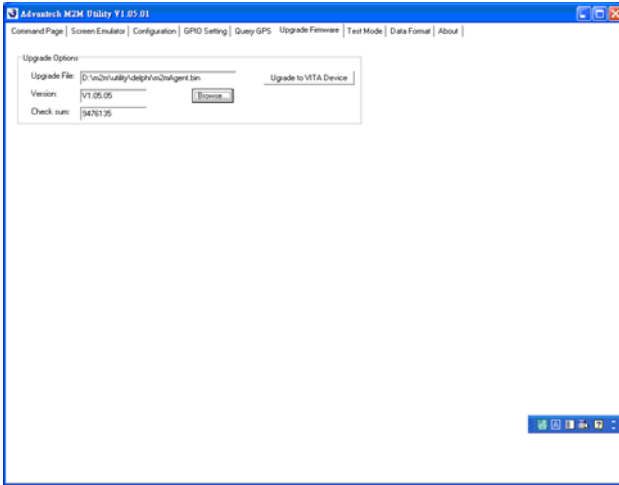 Advantech M2M Utility V1.05.01
Command Page Screen Emulator Configuration GPIO Setting Query GPS Upgrade Firmware Test Mode Data Format About
Upgrade Options
Upgrade File: D:\m2m\utility\delphi\m2mAgent.bin Ugrade to VITA Device
Version: V1.05.05 Browse...
Check sum: 9476135